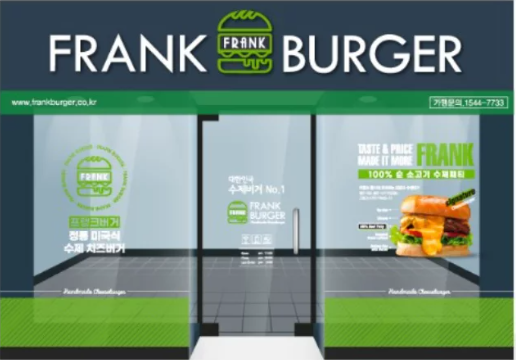 FRANK
FRANK
BURGER
www.frankburger.co.kr
가맹문의.1544-7733
FRANK
프랭크버거
정통 미국식
수제 치즈버거
Handmade Cheeseburger
대한민국
수제버거 No.1
FRANK
BURGER
TASTE & PRICE
MADE IT MORE
FRANK
100% 순 소고기 수제패티
signature
Handmade Cheeseburger